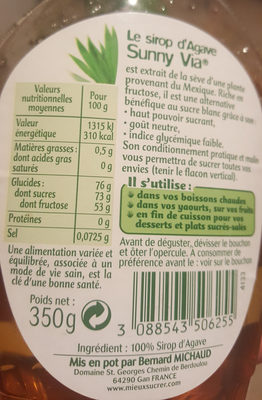 Le sirop d'Agave
Sunny Via®
est extrait de la sève d'une plante
provenant du Mexique. Riche en
fructose, il est une alternative
bénéfique au sucre blanc grâce à son :
• haut pouvoir sucrant,
• goût neutre,
• indice glycémique faible.
Son conditionnement pratique et malin
vous permettra de sucrer toutes vos
envies (tenir le flacon vertical).
Il s'utilise :
dans vos boissons chaudes
dans vos yaourts, sur vos fruits
en fin de cuisson pour vos
desserts et plats sucrés-salés
Avant de déguster, dévisser le bouchon
et ôter l'opercule. À consommer de
préférence avant le : voir sur le bouchon
Valeurs nutritionnelles moyennes Pour 100 g
Valeur énergétique 1315 kJ
310 kcal
Matières grasses : 0,5 g
dont acides gras saturés 0 g
Glucides : 76 g
dont sucres 73 g
dont fructose 53 g
Protéines 0 g
Sel 0,0725 g
Une alimentation variée et
équilibrée, associée à un
mode de vie sain, est la
clé d'une bonne santé.
Poids net :
350g
3 088543 506255
Ingrédient : 100% Sirop d'Agave
Mis en pot par Bernard MICHAUD
Domaine St. Georges Chemin de Berdoulou
64290 Gan FRANCE
www.mieuxsucrer.com